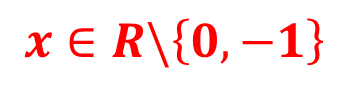 x ∈ R\{0, −1}